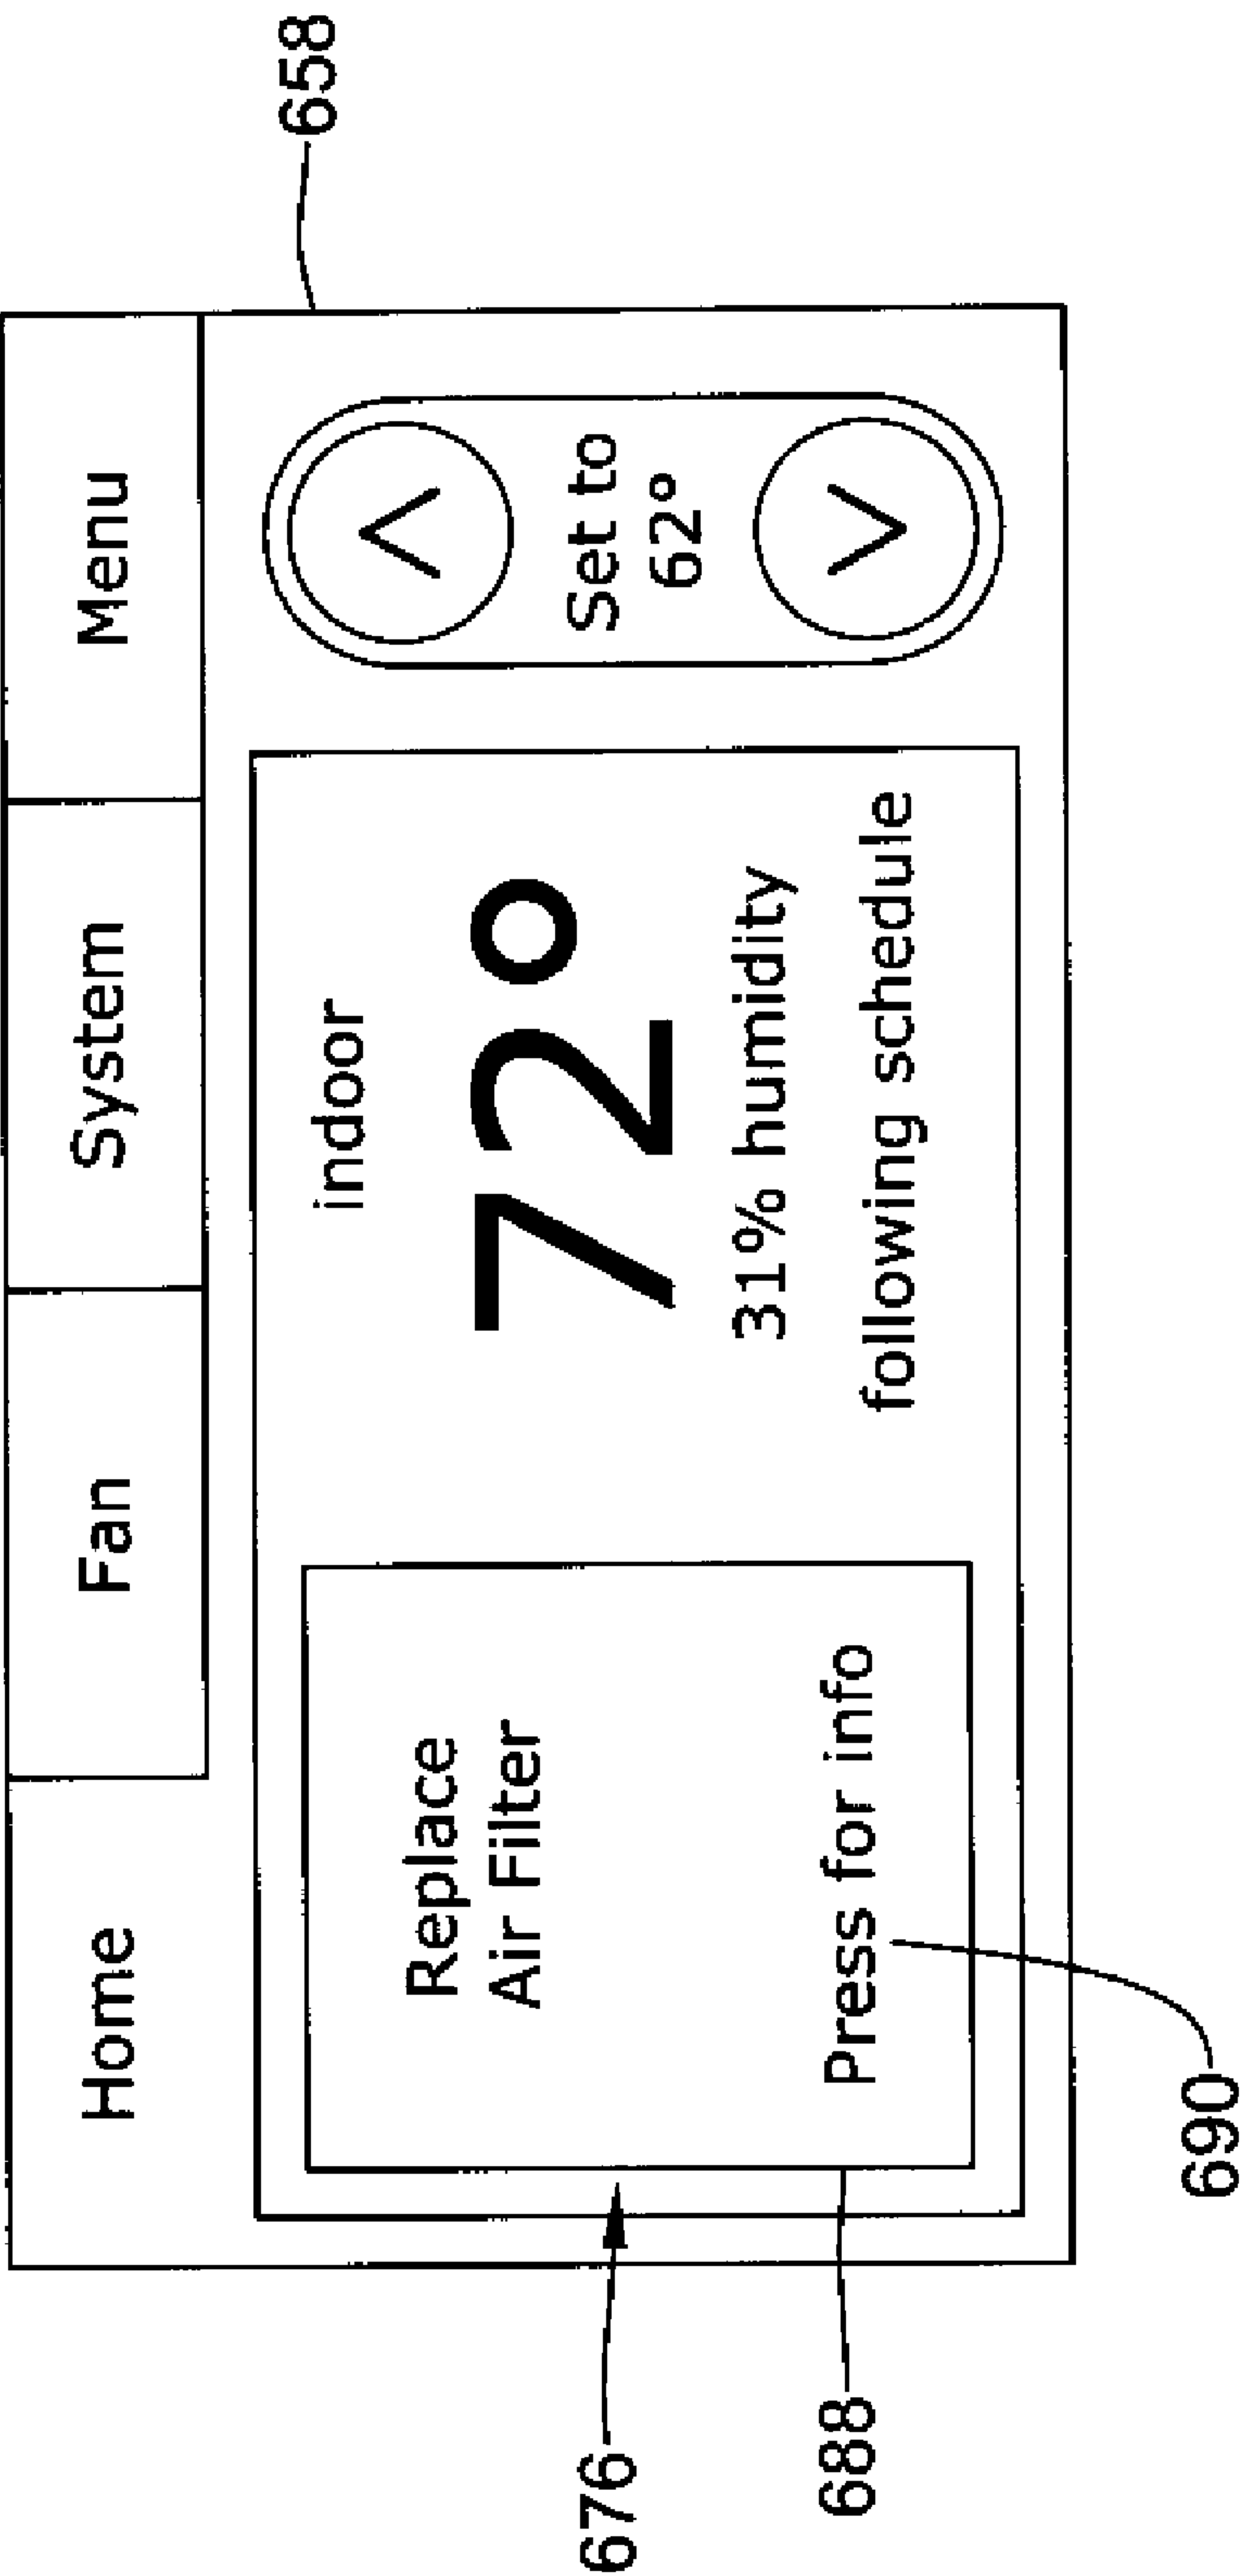 Home Fan System Menu
Replace
Air Filter
Press for info
indoor
72°
31% humidity
following schedule
Set to
62°
658
676
688
690